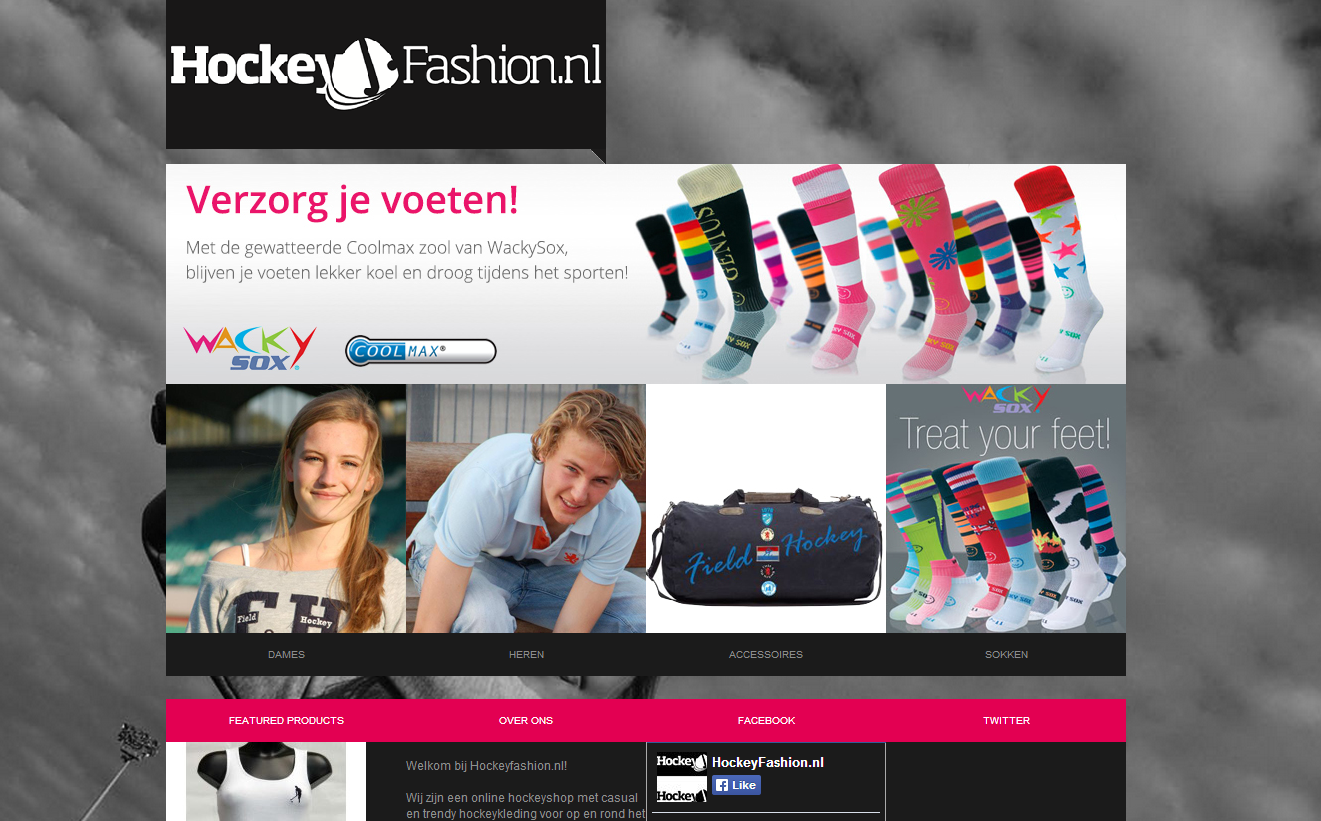 HockeyFashion.nl
Verzorg je voeten!
Met de gewatteerde Coolmax zool van WackySox,
blijven je voeten lekker koel en droog tijdens het sporten!
WACKY
SOX
COOLMAX®
GENIUS
WACKY
SOX
Treat your feet!
Field Hockey
Field Hockey
DAMES
HEREN
ACCESSOIRES
SOKKEN
FEATURED PRODUCTS
OVER ONS
FACEBOOK
TWITTER
Welkom bij Hockeyfashion.nl!
Wij zijn een online hockeyshop met casual
en trendy hockeykleding voor op en rond het
HockeyFashion.nl
Like